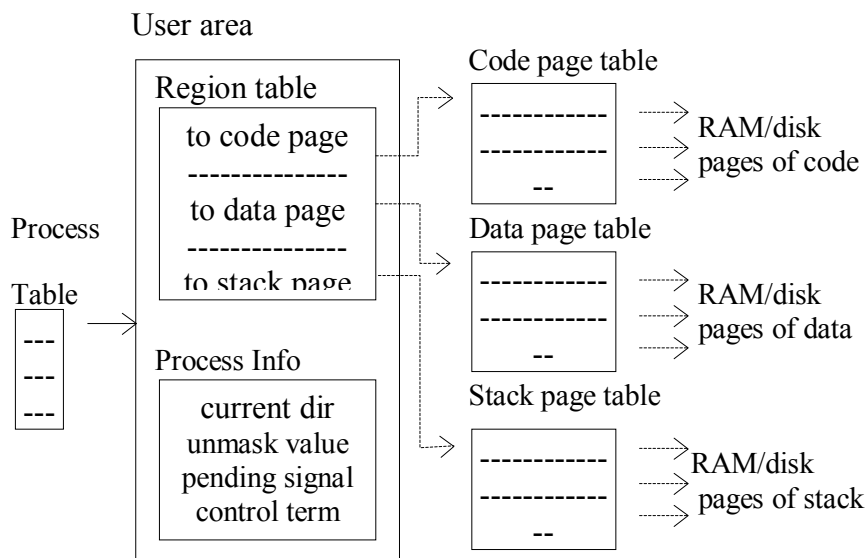 User area
Region table
to code page
---------------
to data page
---------------
to stack page
Process
Table
---
---
---
Process Info
current dir
unmask value
pending signal
control term
Code page table
------------
------------
--
RAM/disk
pages of code
Data page table
------------
------------
--
RAM/disk
pages of data
Stack page table
------------
------------
--
RAM/disk
pages of stack